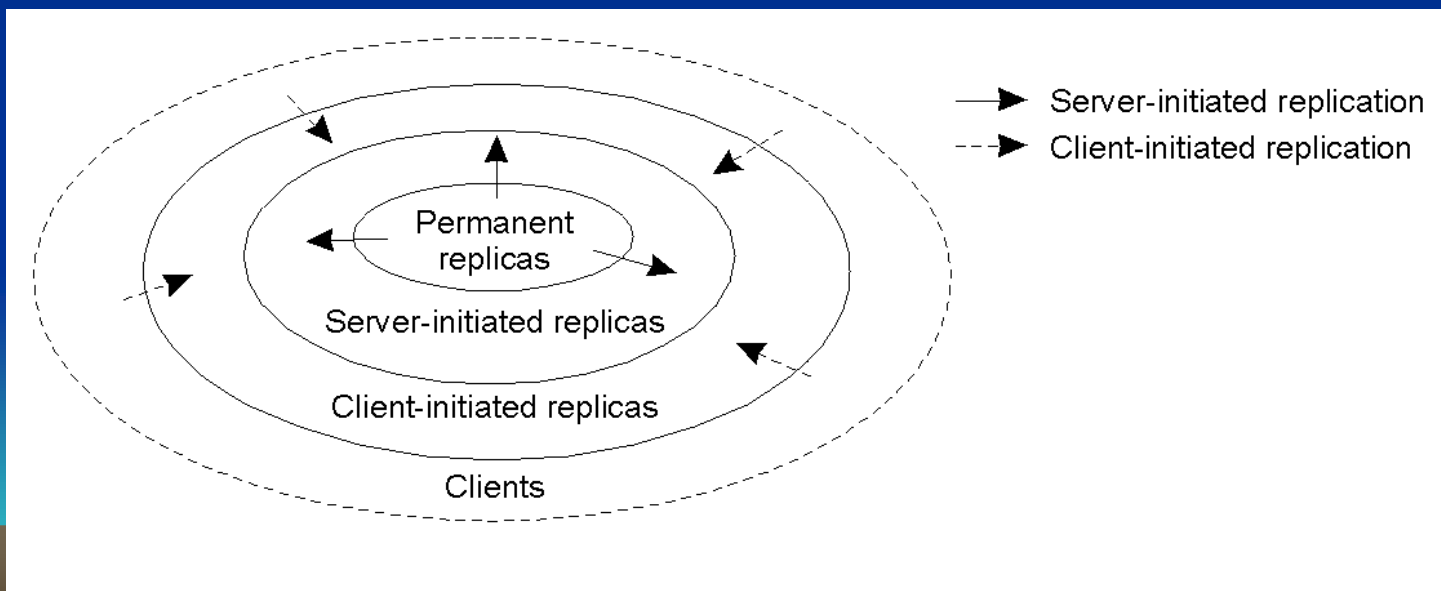 Server-initiated replication
Client-initiated replication
Permanent
replicas
Server-initiated replicas
Client-initiated replicas
Clients